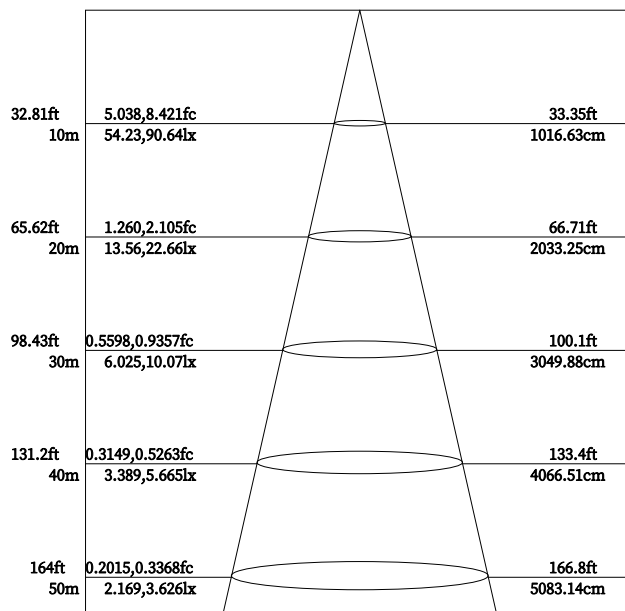 32.81ft 5.038,8.421fc 33.35ft
10m 54.23,90.64lx 1016.63cm
65.62ft 1.260,2.105fc 66.71ft
20m 13.56,22.66lx 2033.25cm
98.43ft 0.5598,0.9357fc 100.1ft
30m 6.025,10.07lx 3049.88cm
131.2ft 0.3149,0.5263fc 133.4ft
40m 3.389,5.665lx 4066.51cm
164ft 0.2015,0.3368fc 166.8ft
50m 2.169,3.626lx 5083.14cm